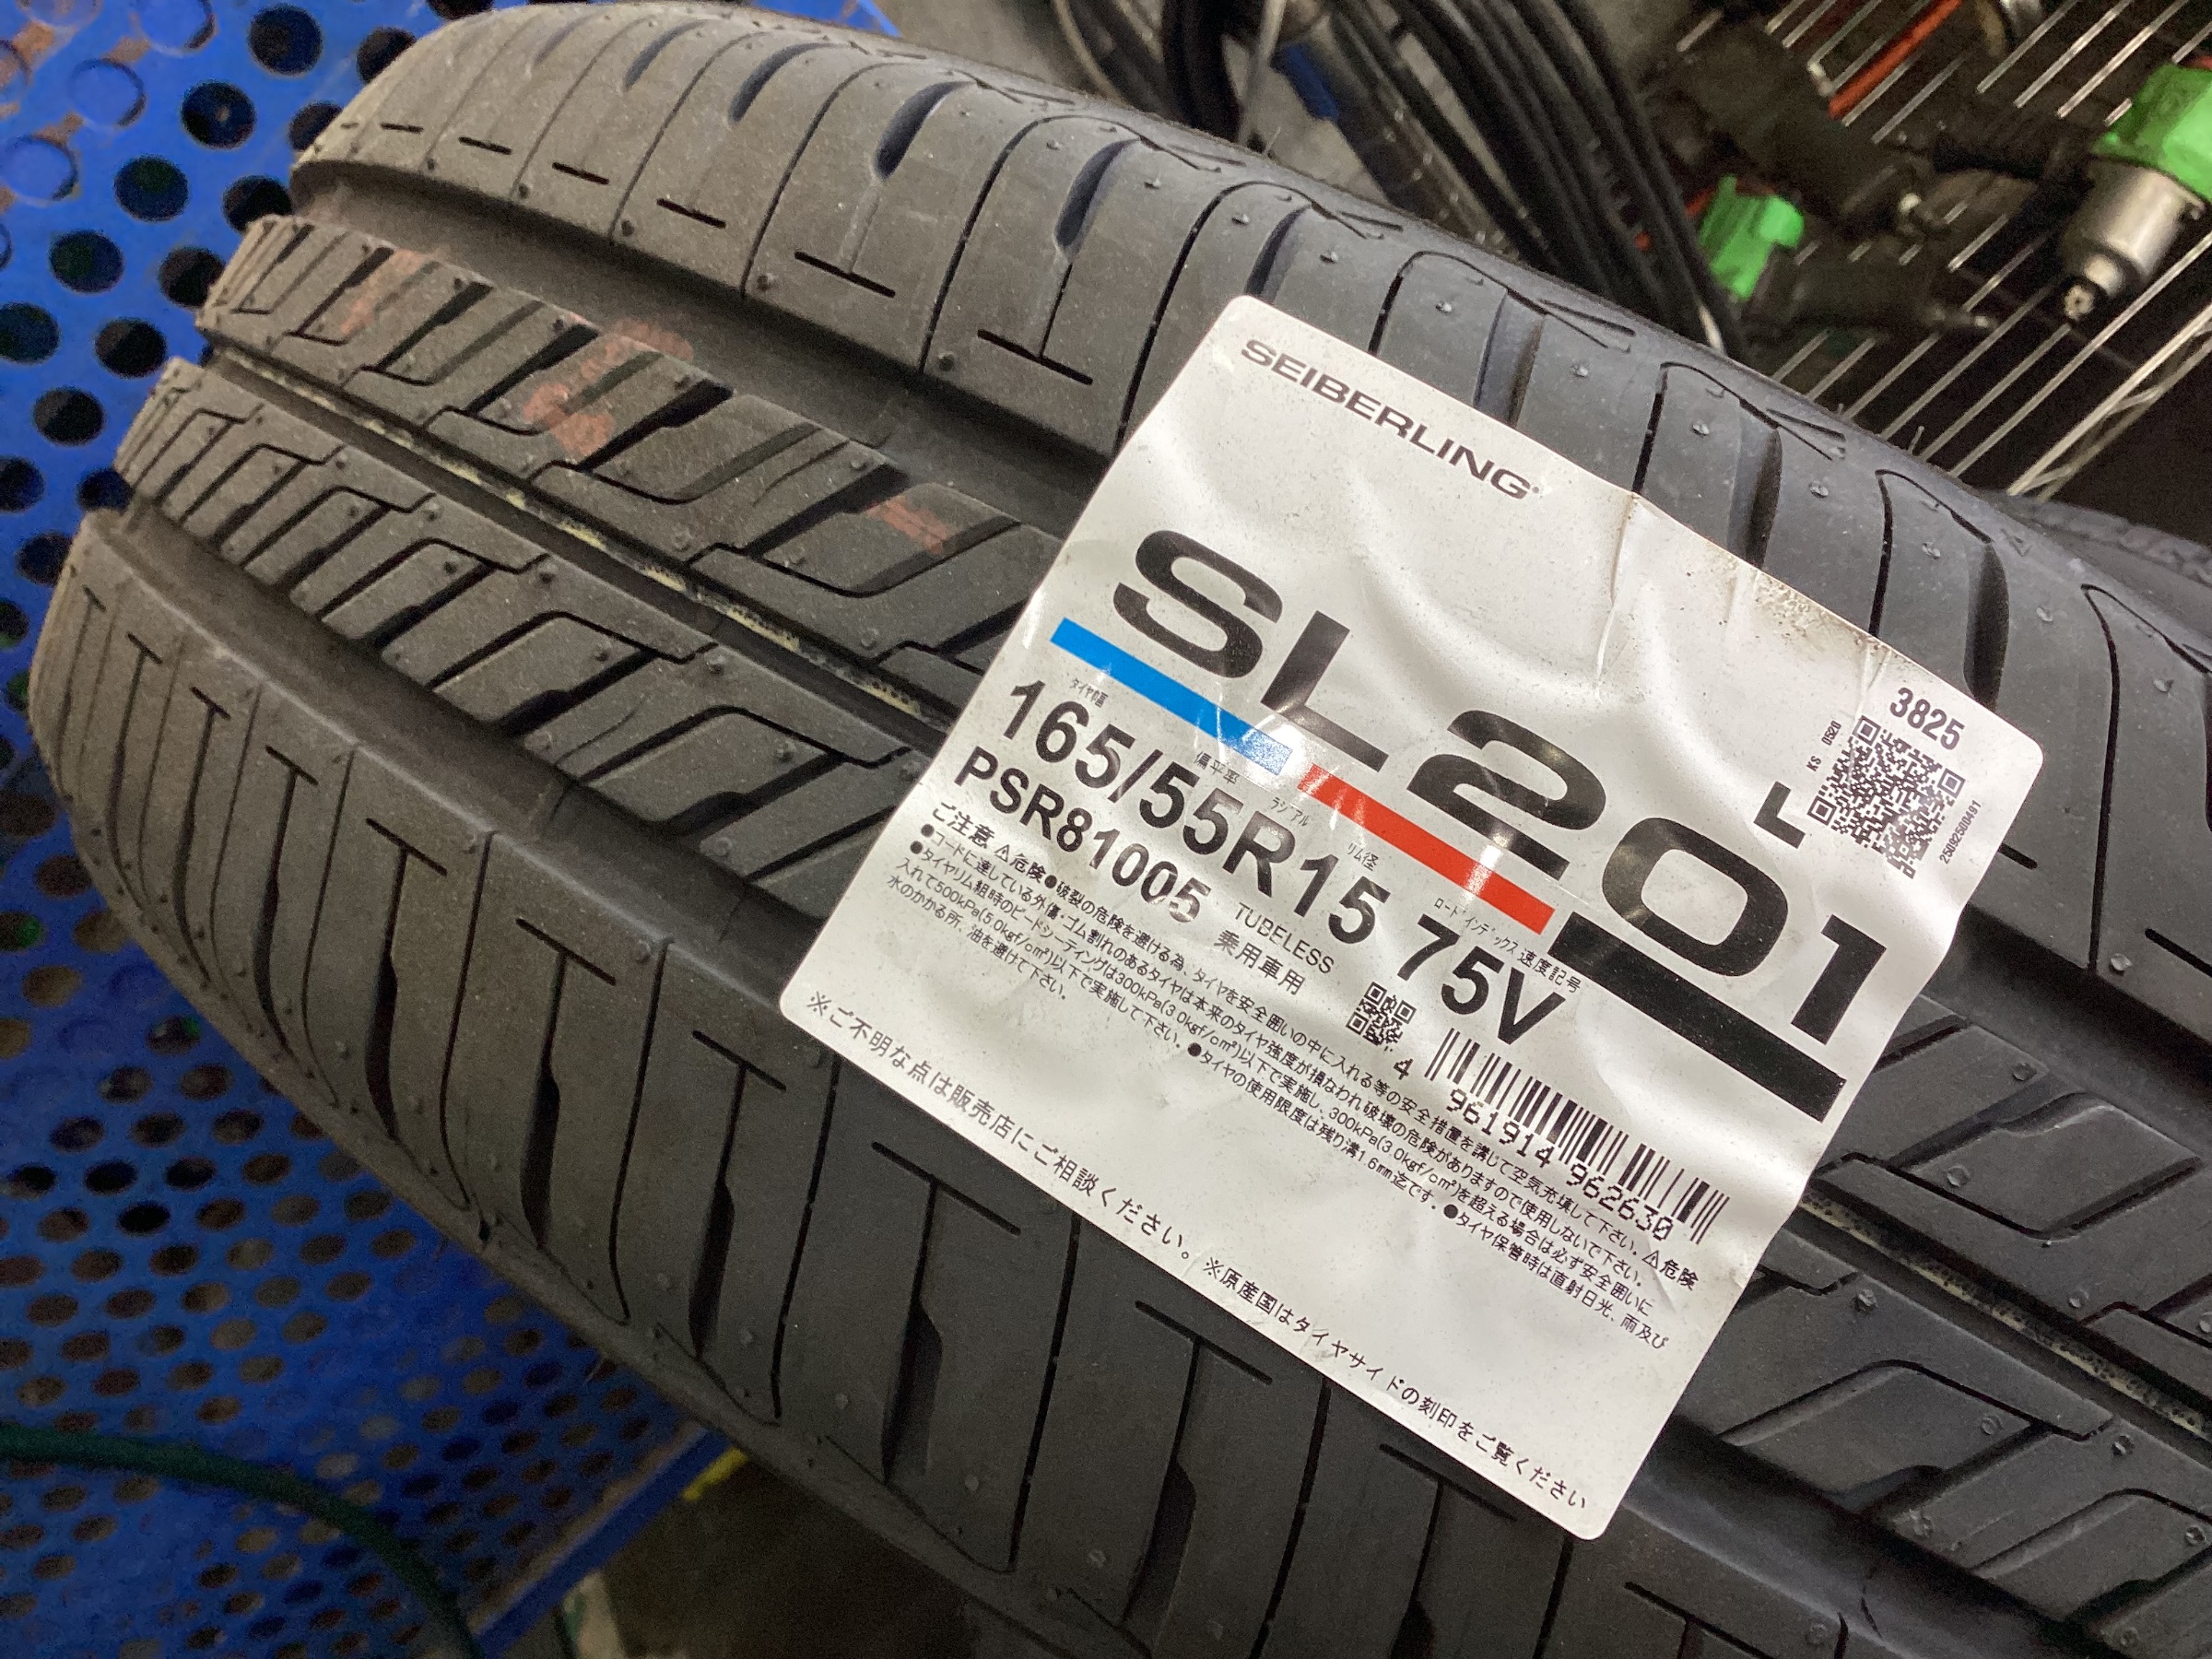 SEIBERLING
SL201
L
3825
KS 0520
タイヤ幅 偏平率 ラジアル リム径 ロードインデックス 速度記号
165/55R15 75V
PSR81005 TUBELESS 乗用車用
4 961914 962630
ご注意 ⚠危険●破裂の危険を避ける為、タイヤを安全囲いの中に入れる等の安全措置を講じて空気充填して下さい。⚠危険
●コードに達している外傷・ゴム割れのあるタイヤは本来のタイヤ強度が損なわれ破壊の危険がありますので使用しないで下さい。
●タイヤリム組時のビードシーティングは300kPa(3.0kgf/c㎡)以下で実施し、300kPa(3.0kgf/c㎡)を超える場合は必ず安全囲いに
入れて500kPa(5.0kgf/c㎡)以下で実施して下さい。●タイヤの使用限度は残り溝1.6mm迄です。●タイヤ保管時は直射日光、雨及び
水のかかる所、油を避けて下さい。
※ご不明な点は販売店にご相談ください。※原産国はタイヤサイドの刻印をご覧ください